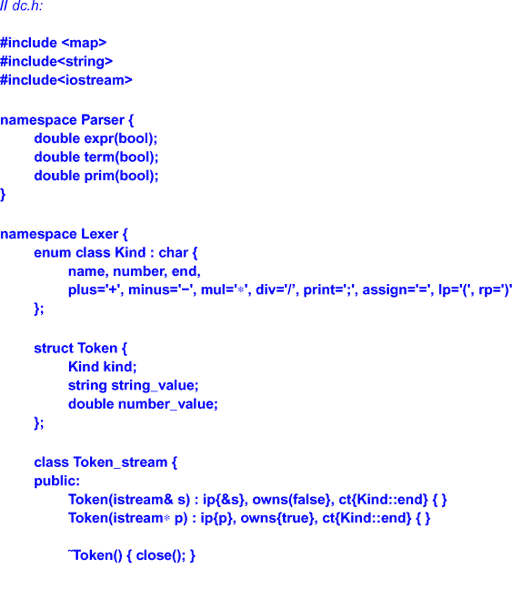 // dc.h:
#include <map>
#include<string>
#include<iostream>
namespace Parser {
double expr(bool);
double term(bool);
double prim(bool);
}
namespace Lexer {
enum class Kind : char {
name, number, end,
plus='+', minus='−', mul='∗', div='/’, print=';', assign='=', lp='(', rp=')'
};
struct Token {
Kind kind;
string string_value;
double number_value;
};
class Token_stream {
public:
Token(istream& s) : ip{&s}, owns(false), ct{Kind::end} { }
Token(istream∗ p) : ip{p}, owns{true}, ct{Kind::end} { }
˜Token() { close(); }